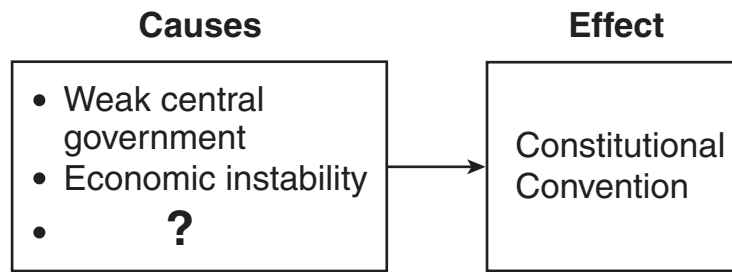 Causes
Effect
• Weak central
government
• Economic instability
• ?
Constitutional
Convention